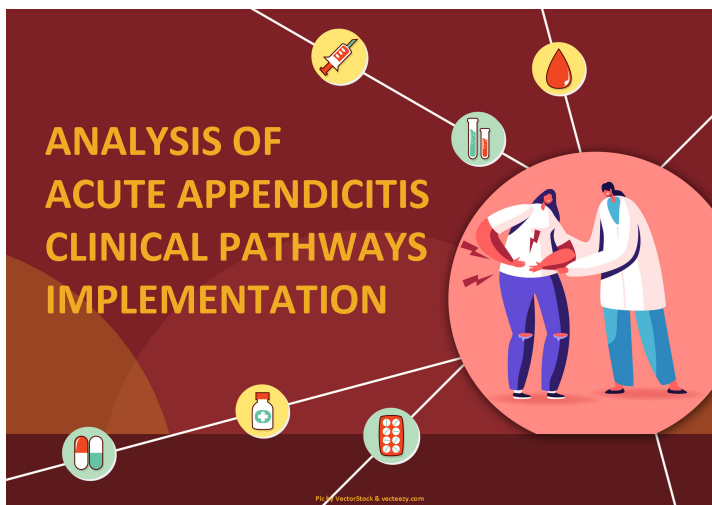 ANALYSIS OF
ACUTE APPENDICITIS
CLINICAL PATHWAYS
IMPLEMENTATION
Pic by VectorStock & vecteezy.com